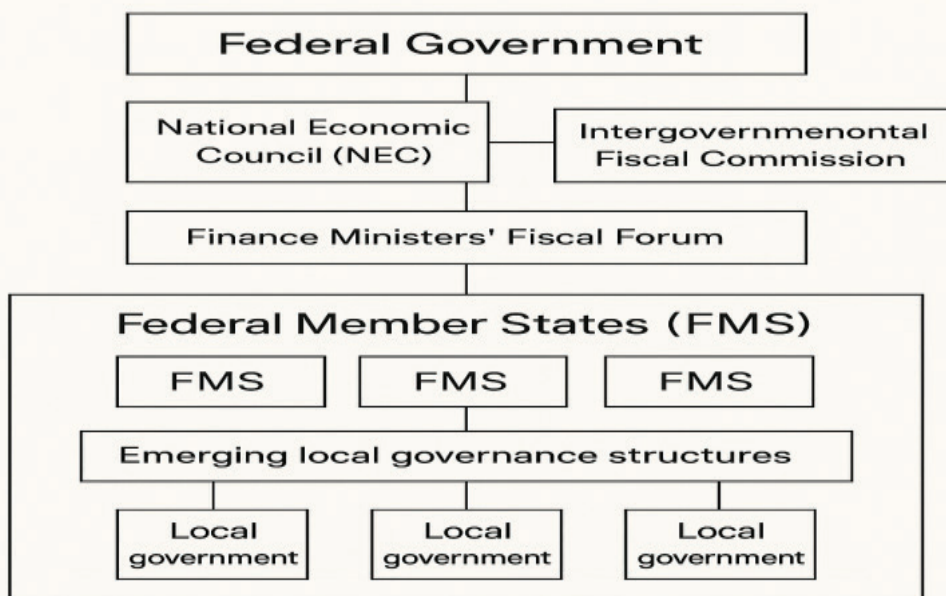 Federal Government
National Economic
Council (NEC)
Intergovernmenontal
Fiscal Commission
Finance Ministers' Fiscal Forum
Federal Member States (FMS)
FMS
FMS
FMS
Emerging local governance structures
Local
government
Local
government
Local
government